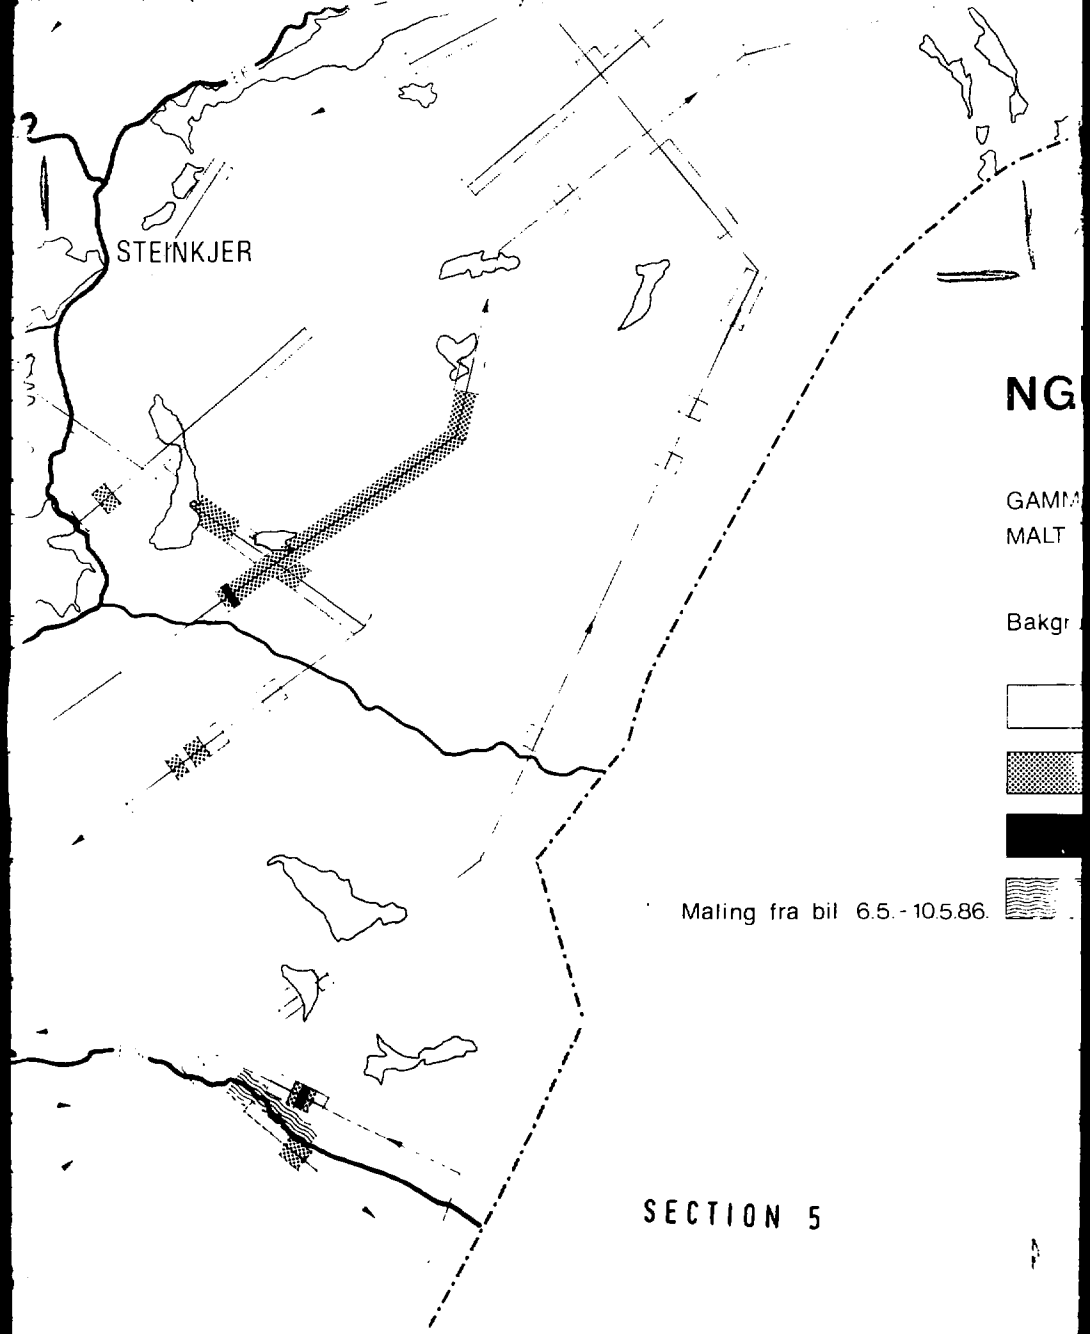 STEINKJER
NG
GAMM
MALT
Bakgr
Maling fra bil 6.5.-10.5.86.
SECTION 5